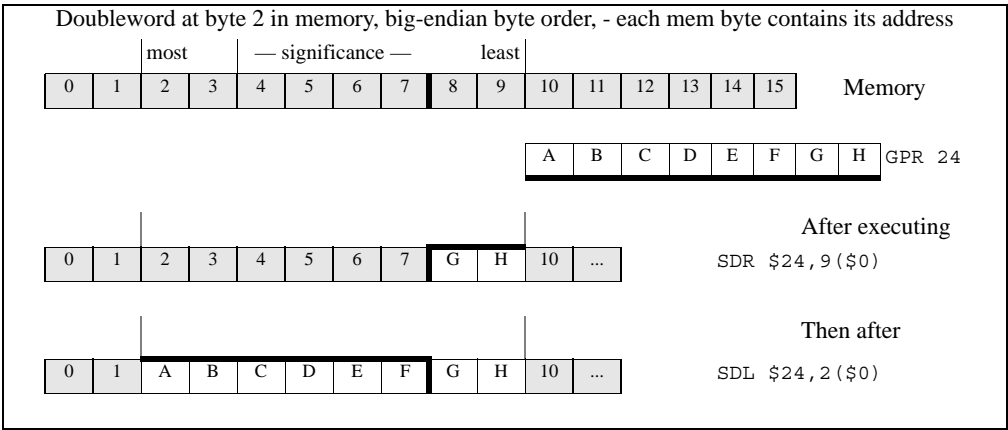 Doubleword at byte 2 in memory, big-endian byte order, - each mem byte contains its address
most — significance — least
0 1 2 3 4 5 6 7 8 9 10 11 12 13 14 15 Memory
A B C D E F G H GPR 24
After executing
0 1 2 3 4 5 6 7 G H 10 ... SDR $24,9($0)
Then after
0 1 A B C D E F G H 10 ... SDL $24,2($0)